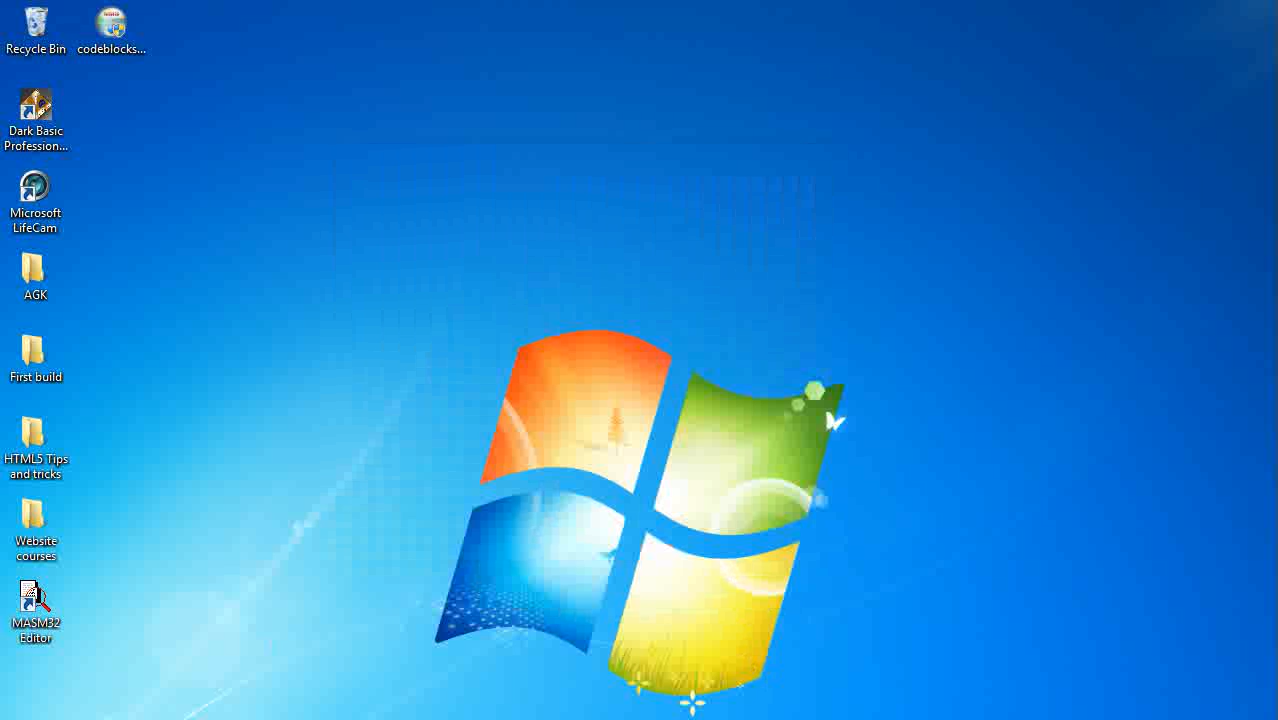 Recycle Bin
codeblocks...
Dark Basic
Profession...
Microsoft
LifeCam
AGK
First build
HTML5 Tips
and tricks
Website
courses
MASM32
Editor